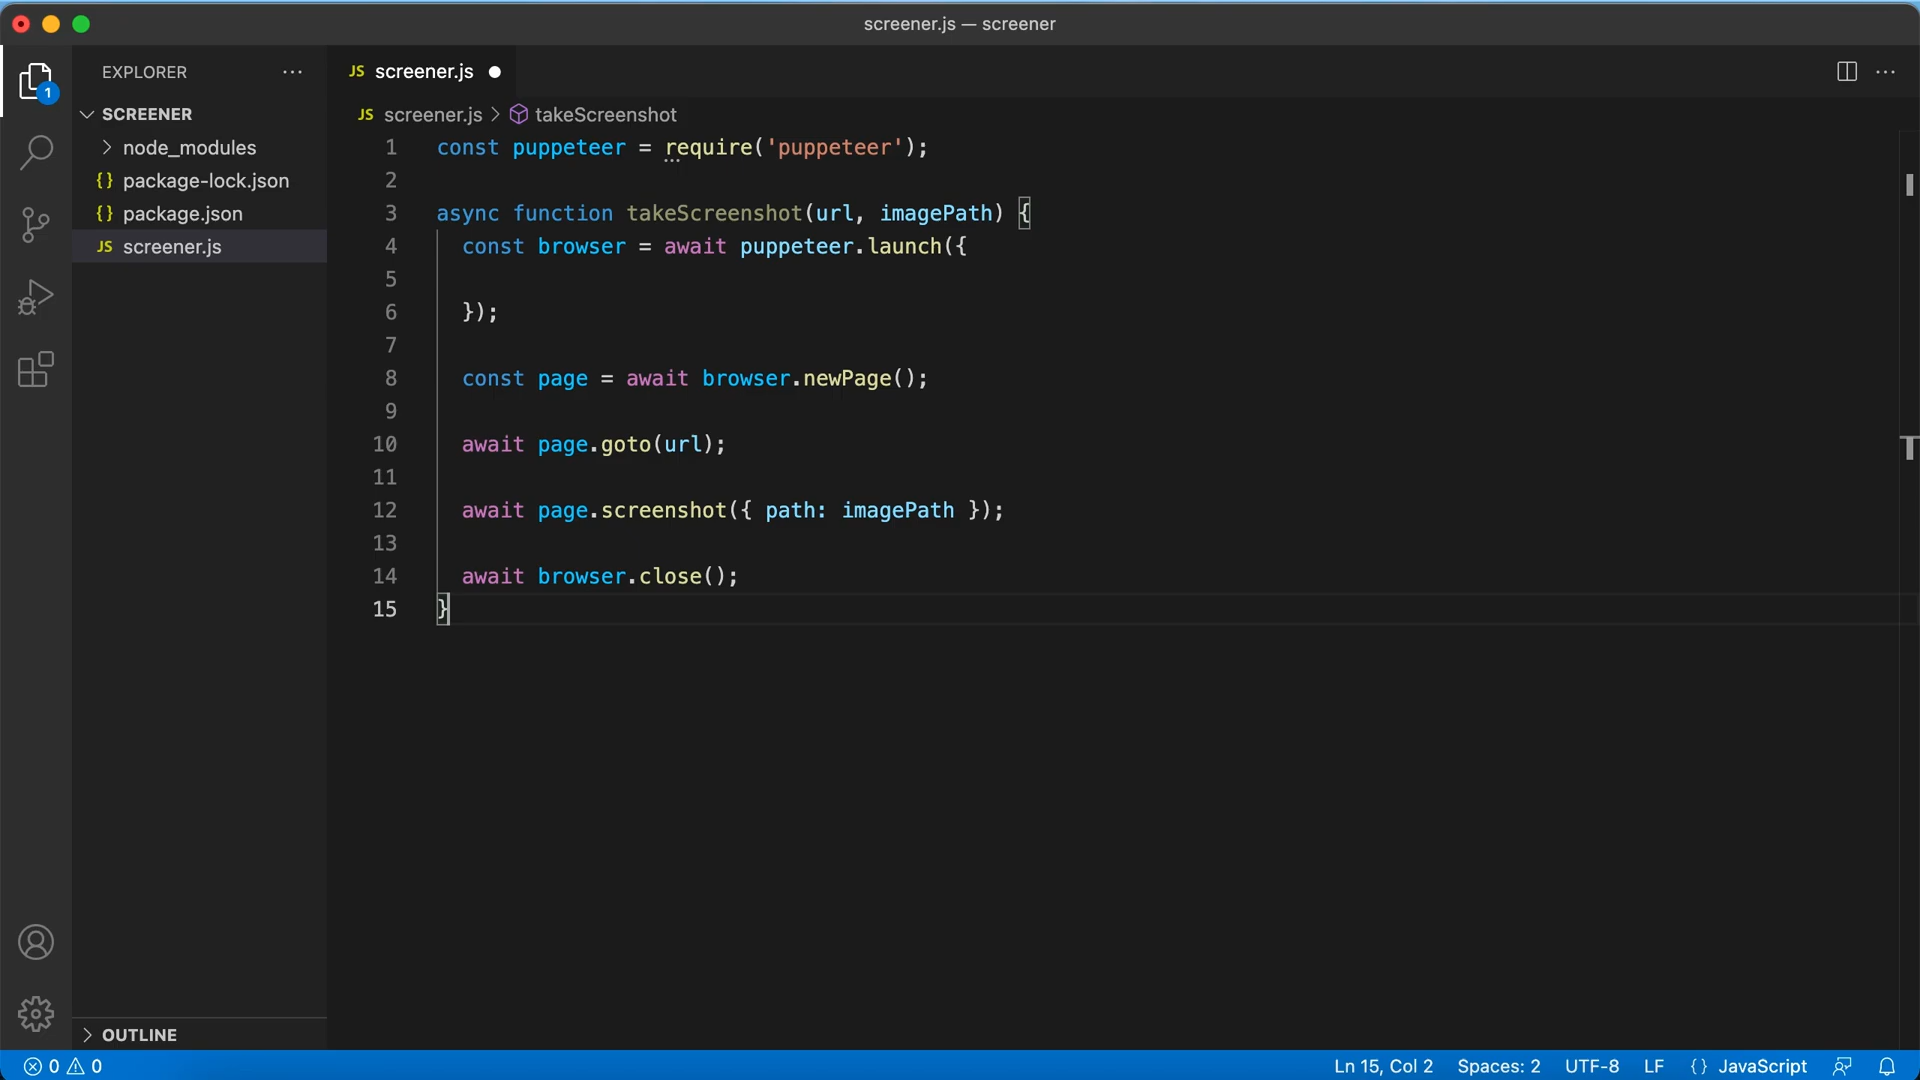 screener.js — screener
EXPLORER
JS screener.js
1
SCREENER
node_modules
{} package-lock.json
{} package.json
JS screener.js
JS screener.js > takeScreenshot
1 const puppeteer = require('puppeteer');
2
3 async function takeScreenshot(url, imagePath) {
4 const browser = await puppeteer.launch({
5
6 });
7
8 const page = await browser.newPage();
9
10 await page.goto(url);
11
12 await page.screenshot({ path: imagePath });
13
14 await browser.close();
15 }
OUTLINE
0 0
Ln 15, Col 2 Spaces: 2 UTF-8 LF {} JavaScript